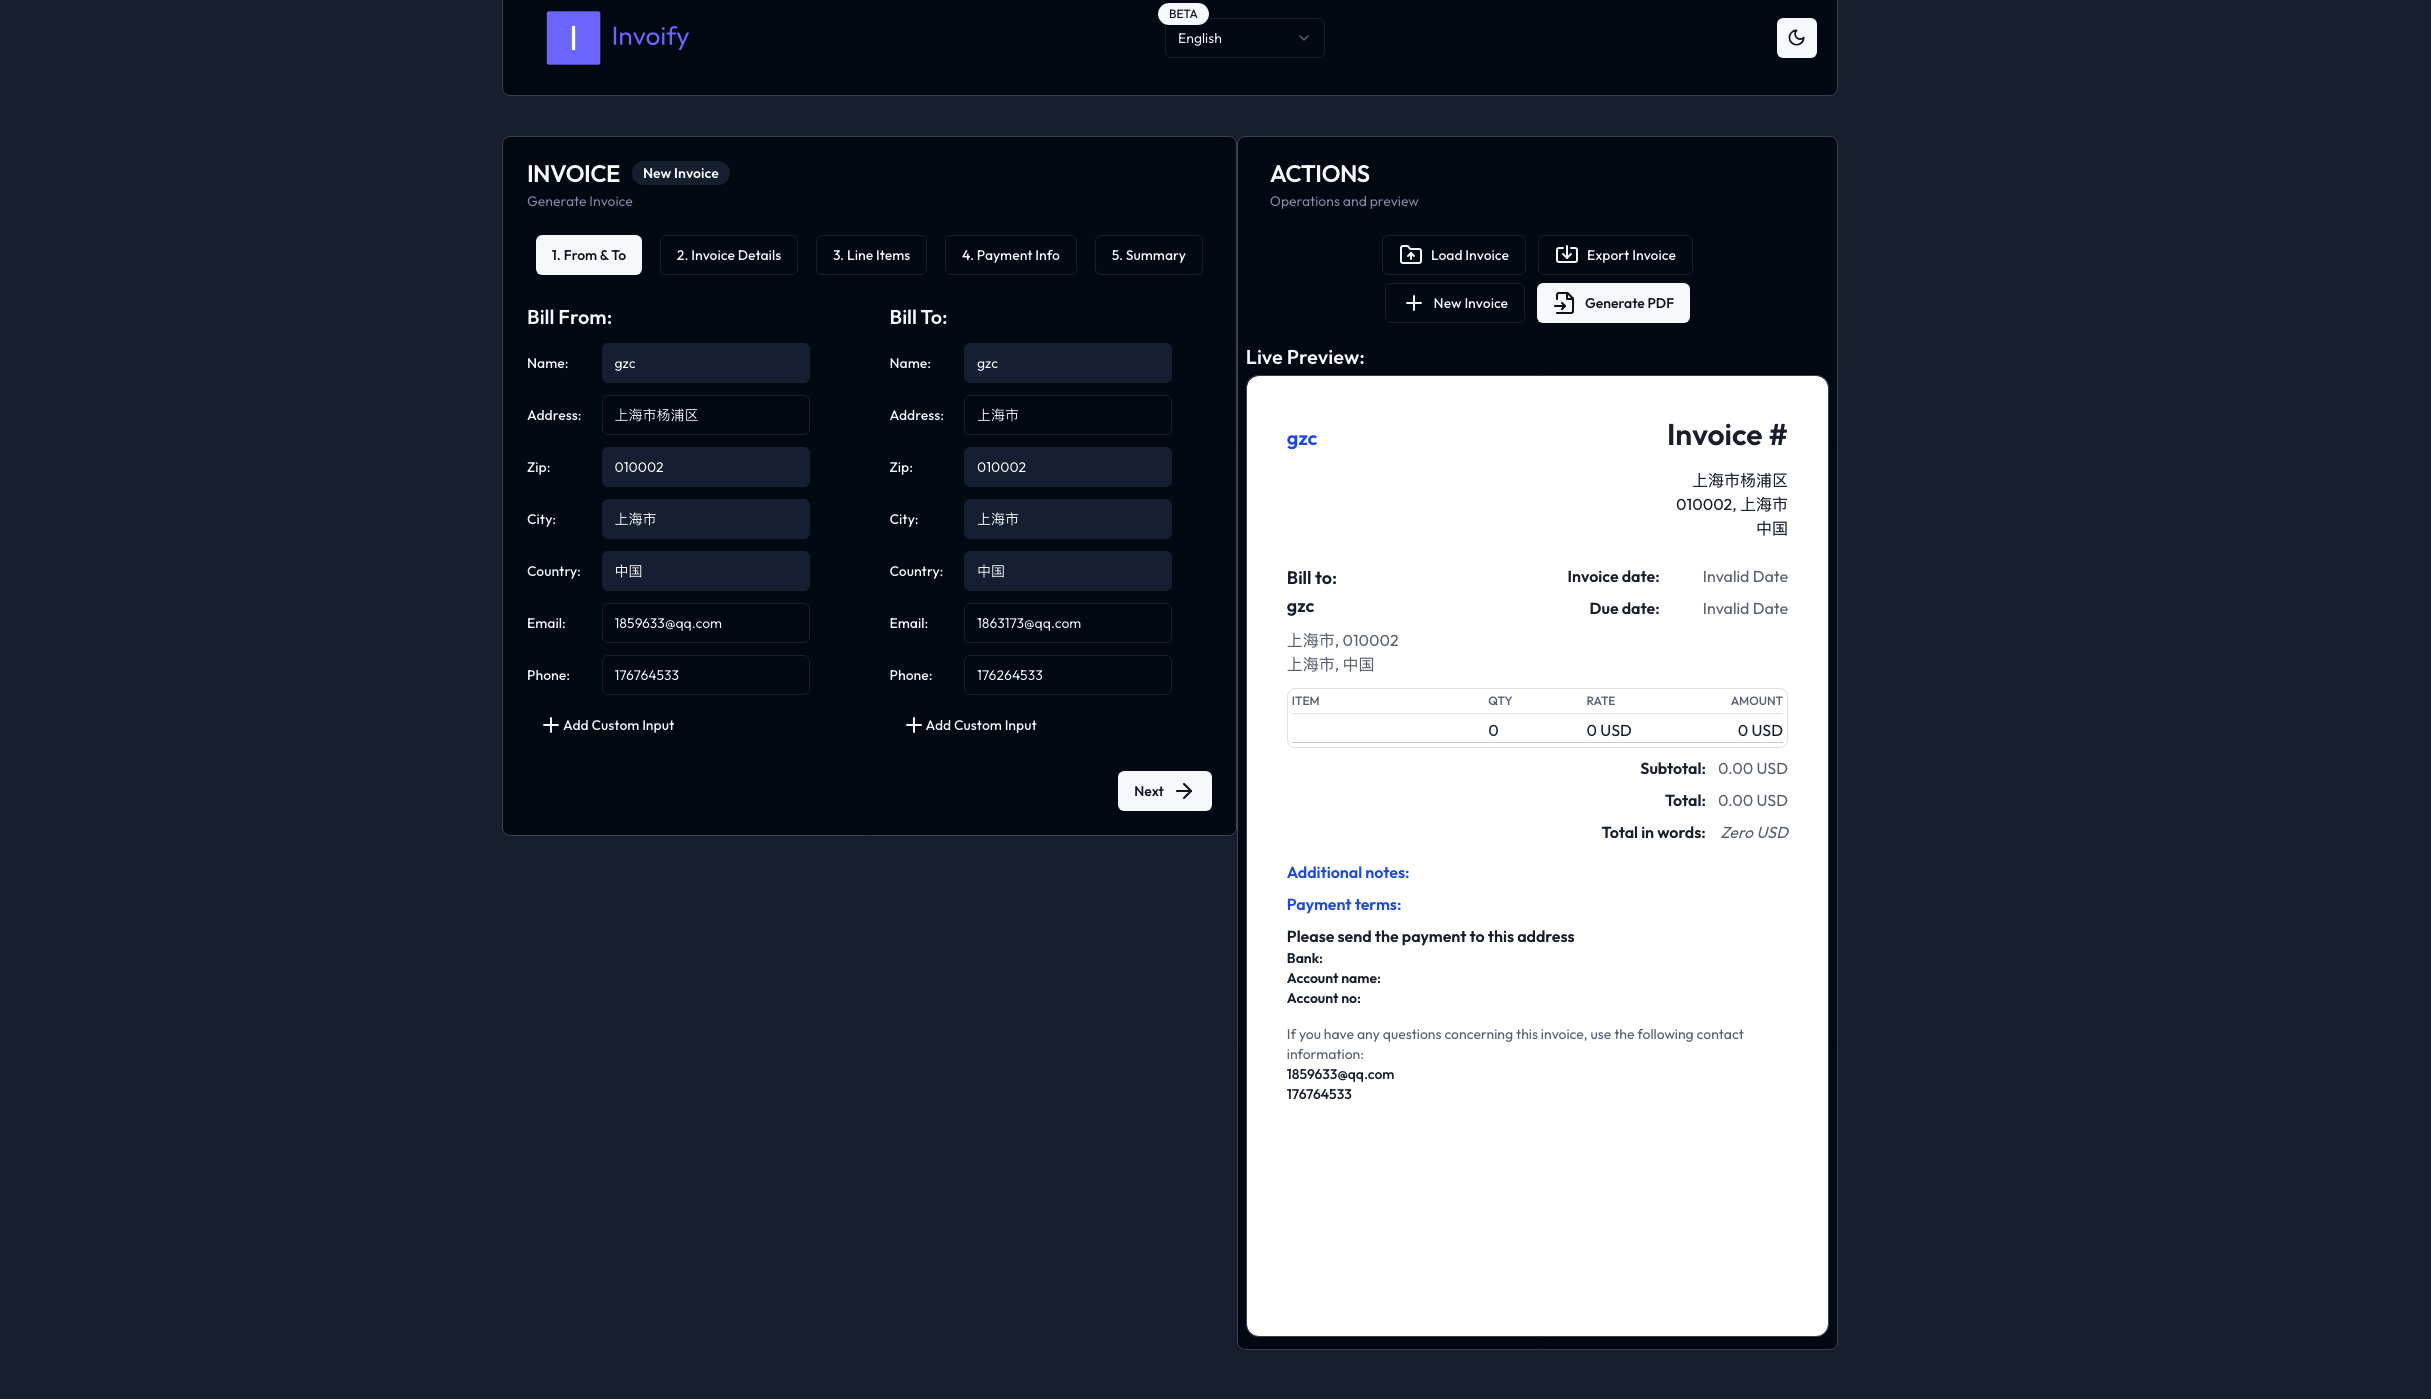 I Invoify
BETA
English
INVOICE New Invoice
Generate Invoice
1. From & To 2. Invoice Details 3. Line Items 4. Payment Info 5. Summary
Bill From:
Name: gzc
Address: 上海市杨浦区
Zip: 010002
City: 上海市
Country: 中国
Email: 1859633@qq.com
Phone: 176764533
Add Custom Input
Bill To:
Name: gzc
Address: 上海市
Zip: 010002
City: 上海市
Country: 中国
Email: 1863173@qq.com
Phone: 176264533
Add Custom Input
Next
ACTIONS
Operations and preview
Load Invoice Export Invoice
New Invoice Generate PDF
Live Preview:
gzc Invoice #
上海市杨浦区
010002, 上海市
中国
Bill to:
gzc
上海市, 010002
上海市, 中国
Invoice date: Invalid Date
Due date: Invalid Date
ITEM QTY RATE AMOUNT
0 0 USD 0 USD
Subtotal: 0.00 USD
Total: 0.00 USD
Total in words: Zero USD
Additional notes:
Payment terms:
Please send the payment to this address
Bank:
Account name:
Account no:
If you have any questions concerning this invoice, use the following contact
information:
1859633@qq.com
176764533